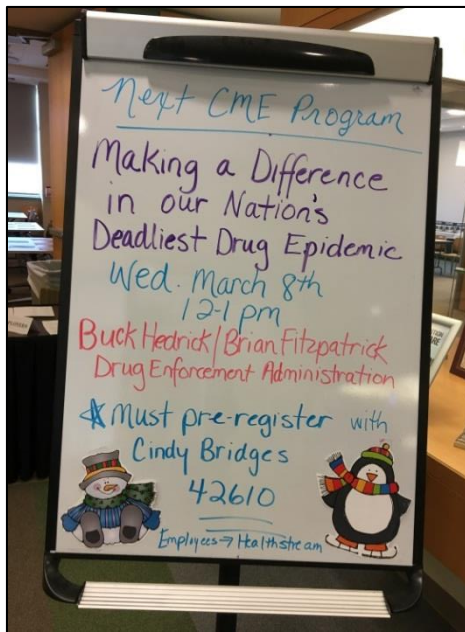 Next CME Program
Making a Difference
in our Nation's
Deadliest Drug Epidemic
Wed. March 8th
12-1 pm
Buck Hedrick/Brian Fitzpatrick
Drug Enforcement Administration
Must pre-register with
Cindy Bridges
42610
Employees → Healthstream